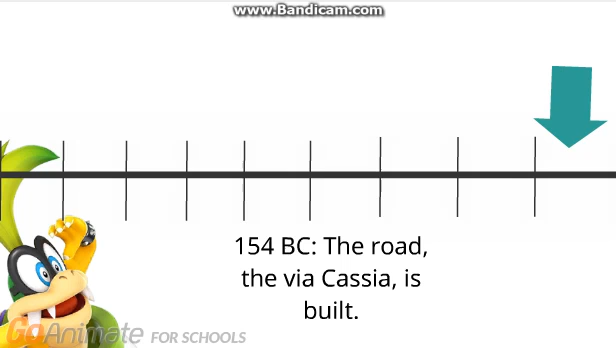 www.Bandicam.com
154 BC: The road,
the via Cassia, is
built.
GoAnimate FOR SCHOOLS